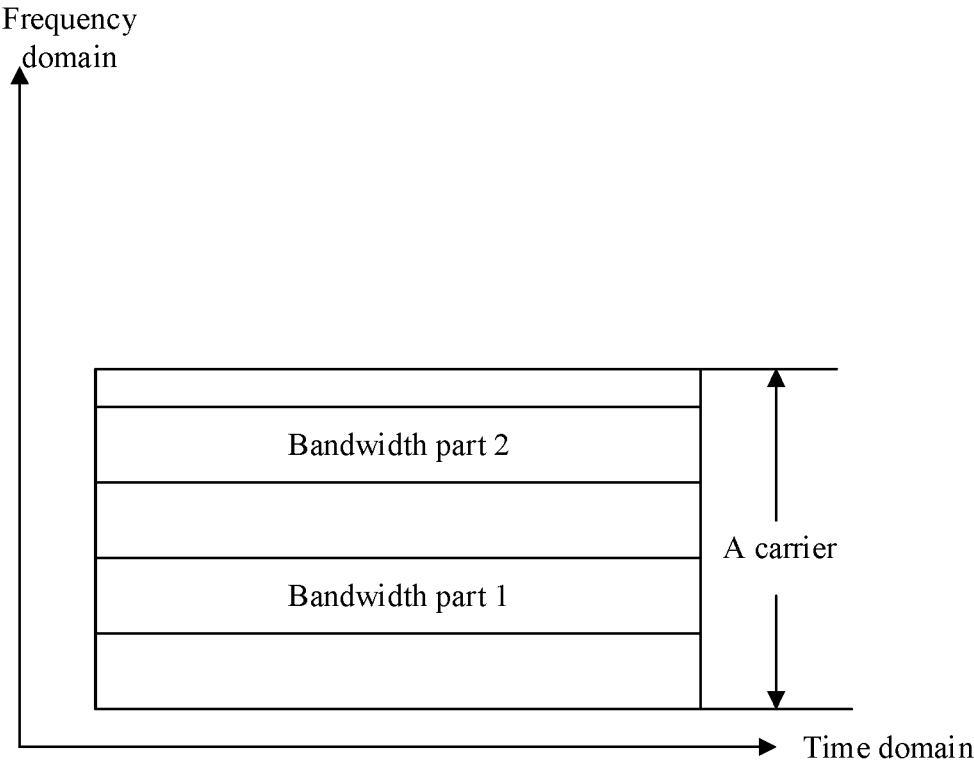 Frequency
domain
Bandwidth part 2
A carrier
Bandwidth part 1
Time domain